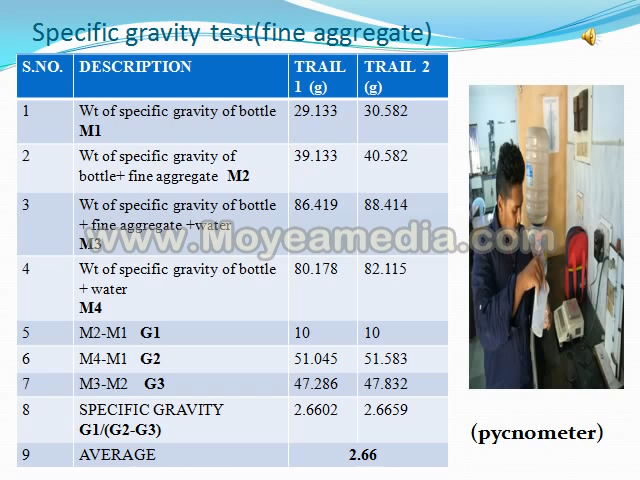 Specific gravity test(fine aggregate)
S.NO. DESCRIPTION TRAIL 1 (g) TRAIL 2 (g)
1 Wt of specific gravity of bottle 29.133 30.582
M1
2 Wt of specific gravity of 39.133 40.582
bottle+ fine aggregate M2
3 Wt of specific gravity of bottle 86.419 88.414
+ fine aggregate +water
M3
www.Moyeamedia.com
4 Wt of specific gravity of bottle 80.178 82.115
+ water
M4
5 M2-M1 G1 10 10
6 M4-M1 G2 51.045 51.583
7 M3-M2 G3 47.286 47.832
8 SPECIFIC GRAVITY 2.6602 2.6659
G1/(G2-G3)
9 AVERAGE 2.66
(pycnometer)